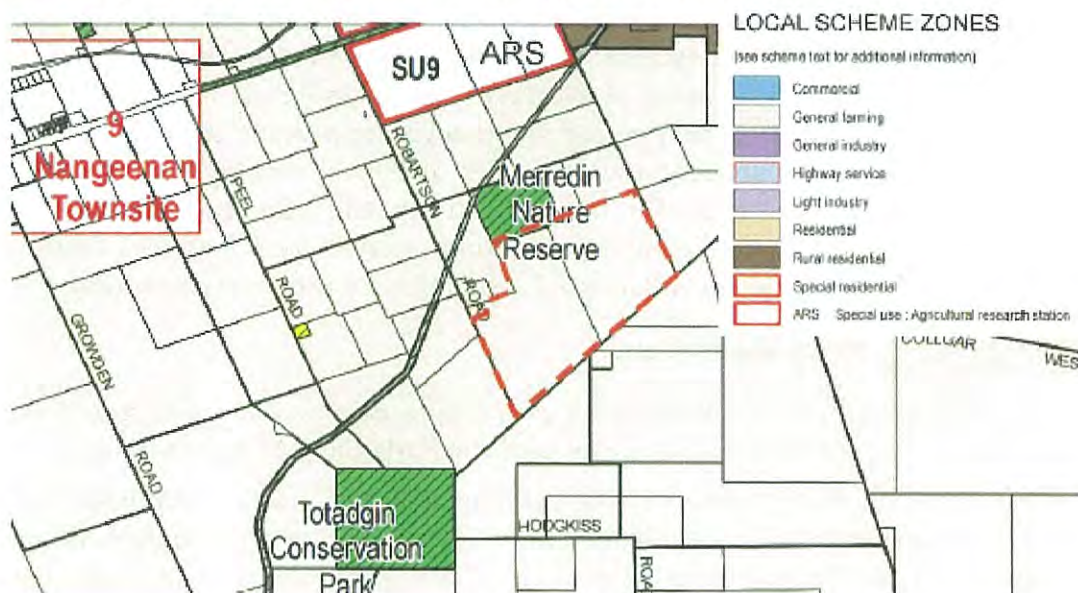 LOCAL SCHEME ZONES
(see scheme text for additional information)
Commercial
General farming
General industry
Highway service
Light industry
Residential
Rural residential
Special residential
ARS Special use : Agricultural research station
SU9
ARS
9
Nangeenan
Townsite
PEEL
ROAD
ROBARTSON
ROAD
Merredin
Nature
Reserve
GROWDEN
ROAD
COLLGAR
WES
Totadgin
Conservation
Park
HODGKISS
ROA